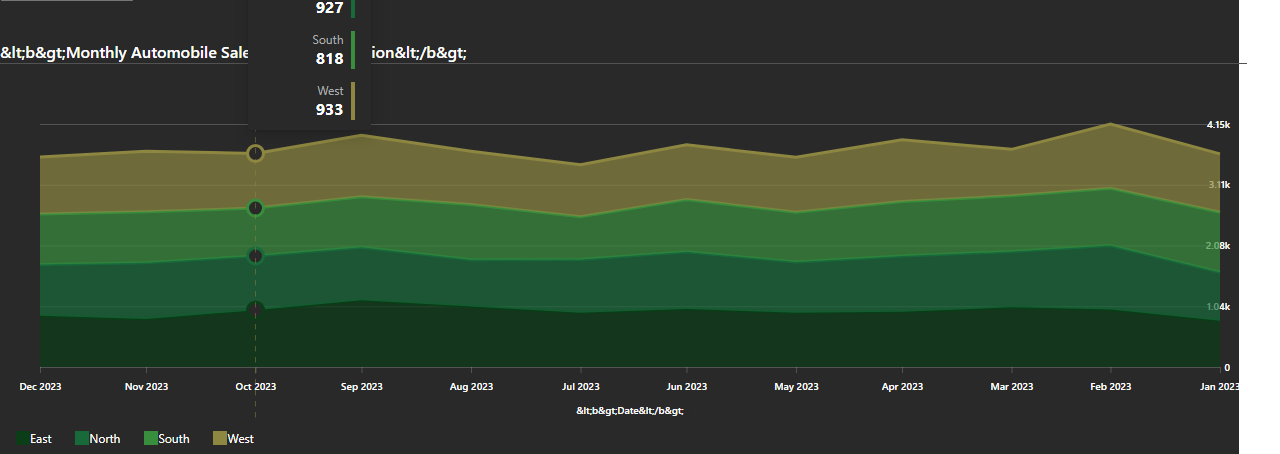 927
South
818
&lt;b&gt;Monthly Automobile Sale ion&lt;/b&gt;
West
933
4.15k
3.11k
2.08k
1.04k
0
Dec 2023 Nov 2023 Oct 2023 Sep 2023 Aug 2023 Jul 2023 Jun 2023 May 2023 Apr 2023 Mar 2023 Feb 2023 Jan 2023
&lt;b&gt;Date&lt;/b&gt;
East North South West